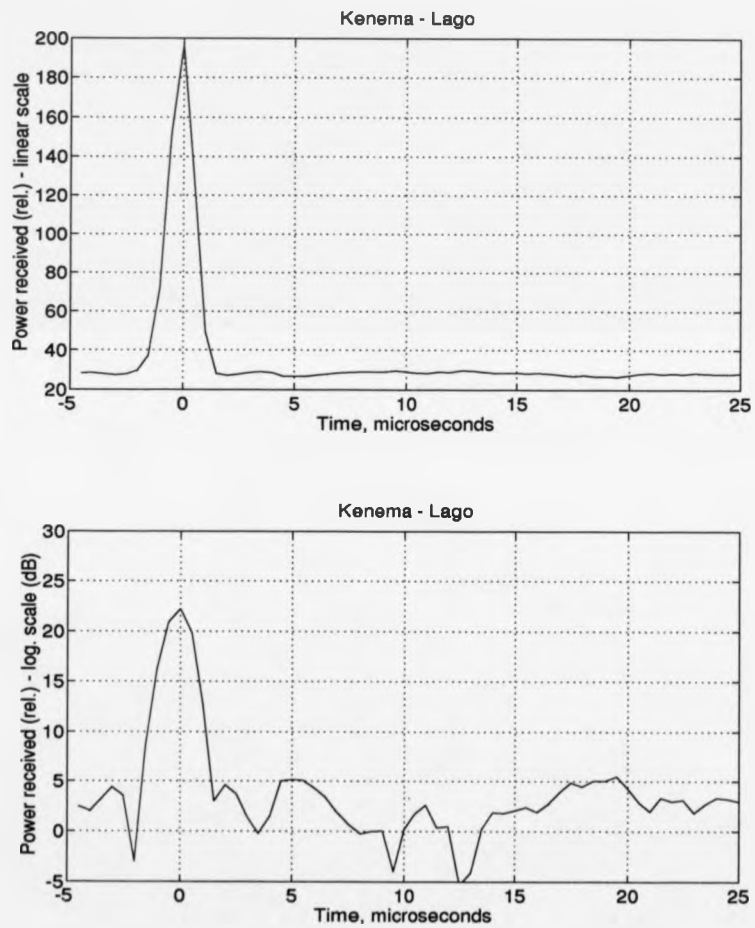 Kenema - Lago
200
180
160
140
120
100
80
60
40
20
Power received (rel.) - linear scale
-5 0 5 10 15 20 25
Time, microseconds
Kenema - Lago
30
25
20
15
10
5
0
-5
Power received (rel.) - log. scale (dB)
-5 0 5 10 15 20 25
Time, microseconds